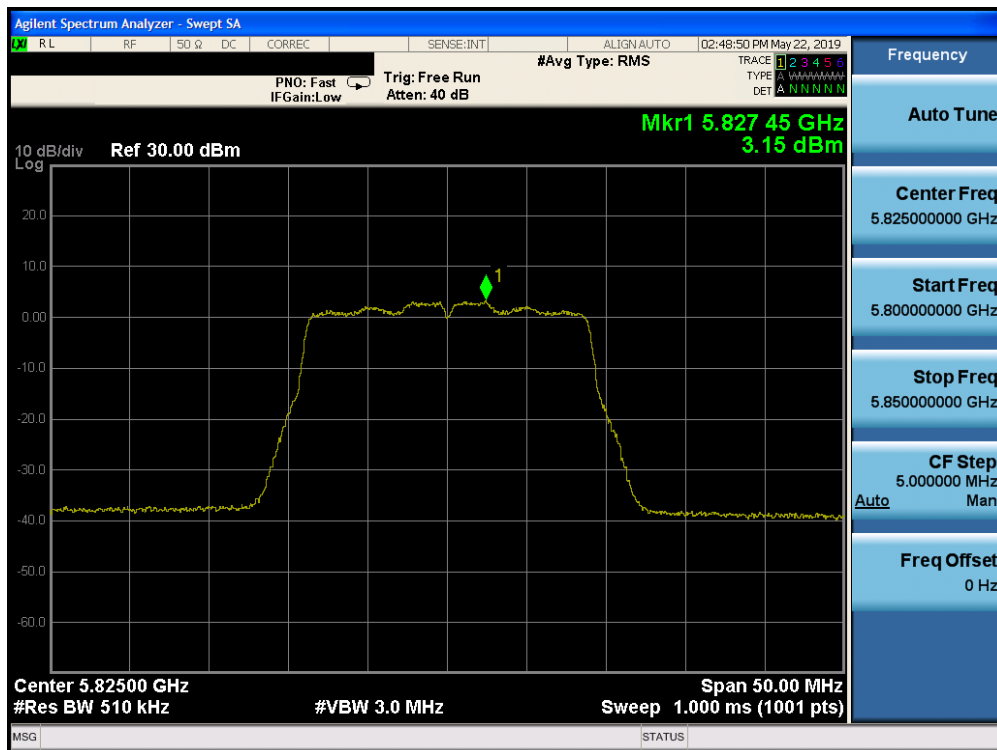 Agilent Spectrum Analyzer - Swept SA
LXI RL RF 50 Ω DC CORREC SENSE:INT ALIGN AUTO 02:48:50 PM May 22, 2019
Frequency
#Avg Type: RMS
TRACE 1 2 3 4 5 6
TYPE A WWWWW
DET A N N N N N
PNO: Fast
IFGain:Low
Trig: Free Run
Atten: 40 dB
Mkr1 5.827 45 GHz
3.15 dBm
10 dB/div
Log
Ref 30.00 dBm
20.0
10.0
0.00
-10.0
-20.0
-30.0
-40.0
-50.0
-60.0
1
Center 5.82500 GHz
Span 50.00 MHz
#Res BW 510 kHz
#VBW 3.0 MHz
Sweep 1.000 ms (1001 pts)
MSG
STATUS
Auto Tune
Center Freq
5.825000000 GHz
Start Freq
5.800000000 GHz
Stop Freq
5.850000000 GHz
CF Step
5.000000 MHz
Auto Man
Freq Offset
0 Hz